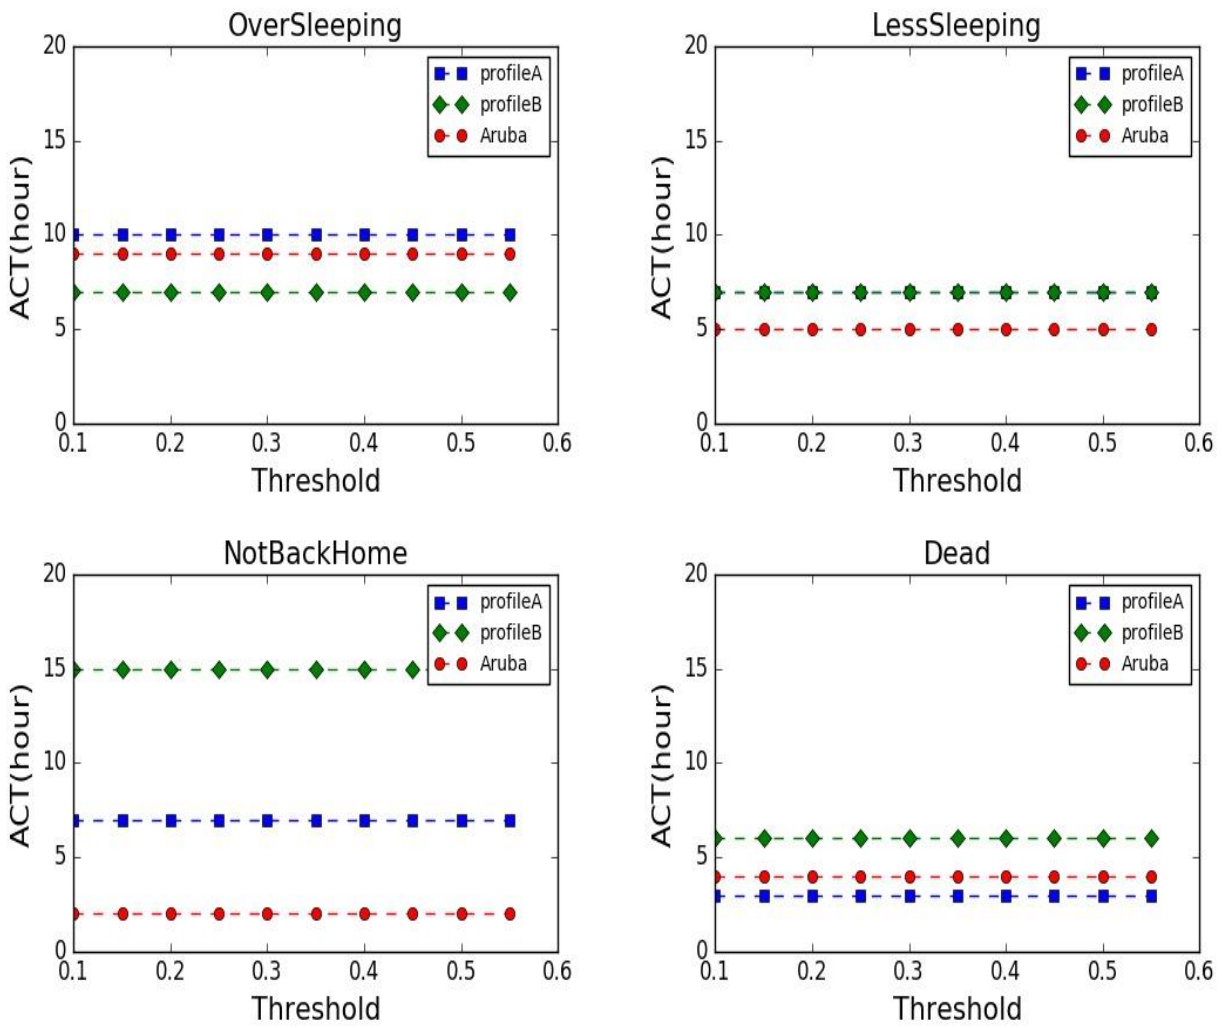 OverSleeping
20
15
10
5
0
ACT(hour)
0.1 0.2 0.3 0.4 0.5 0.6
Threshold
profileA
profileB
Aruba
LessSleeping
20
15
10
5
0
ACT(hour)
0.1 0.2 0.3 0.4 0.5 0.6
Threshold
profileA
profileB
Aruba
NotBackHome
20
15
10
5
0
ACT(hour)
0.1 0.2 0.3 0.4 0.5 0.6
Threshold
profileA
profileB
Aruba
Dead
20
15
10
5
0
ACT(hour)
0.1 0.2 0.3 0.4 0.5 0.6
Threshold
profileA
profileB
Aruba